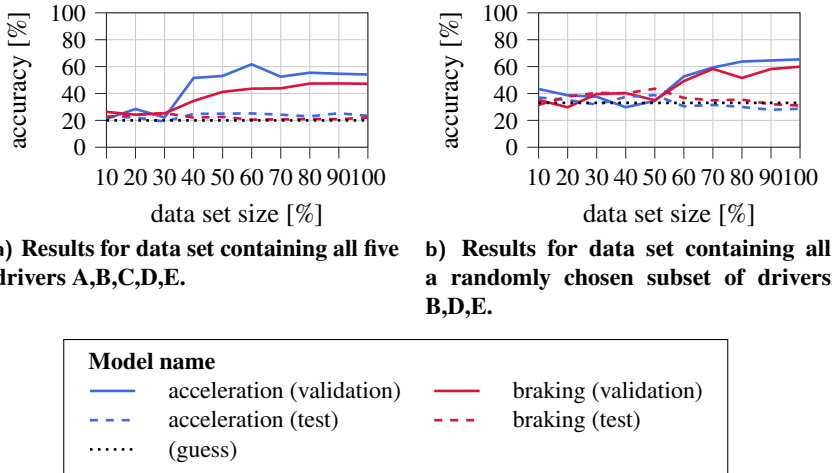 100
80
60
40
20
0
accuracy [%]
10 20 30 40 50 60 70 80 90100
data set size [%]
100
80
60
40
20
0
accuracy [%]
10 20 30 40 50 60 70 80 90100
data set size [%]
) Results for data set containing all five
drivers A,B,C,D,E.
b) Results for data set containing all
a randomly chosen subset of drivers
B,D,E.
Model name
acceleration (validation)
braking (validation)
acceleration (test)
braking (test)
(guess)